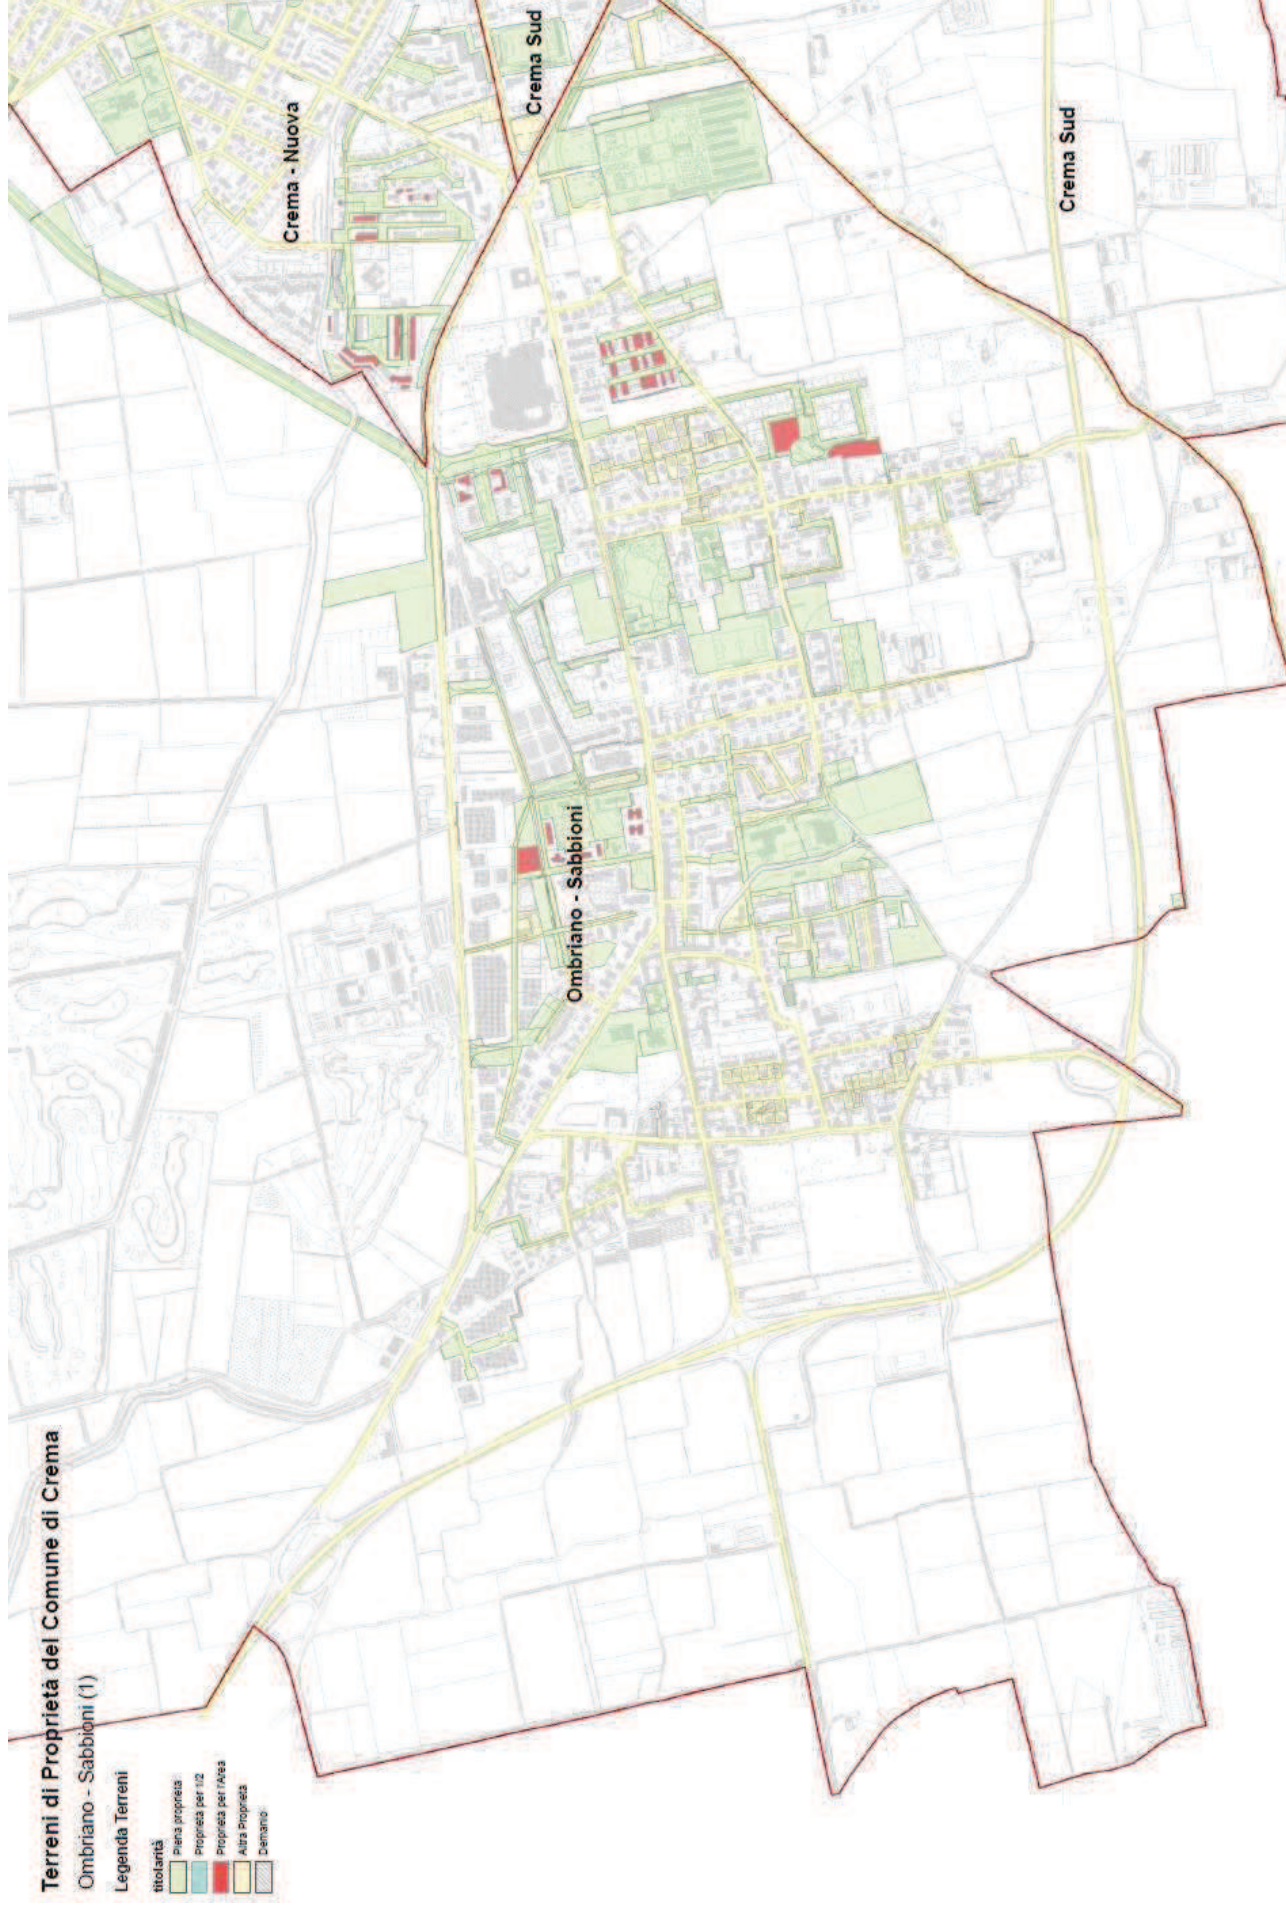 Terreni di Proprietà del Comune di Crema
Ombriano - Sabbioni (1)
Legenda Terreni
titolarità
Piena proprietà
Proprietà per 1/2
Proprietà per l'Area
Altra Proprietà
Demanio
Crema - Nuova
Crema Sud
Ombriano - Sabbioni
Crema Sud